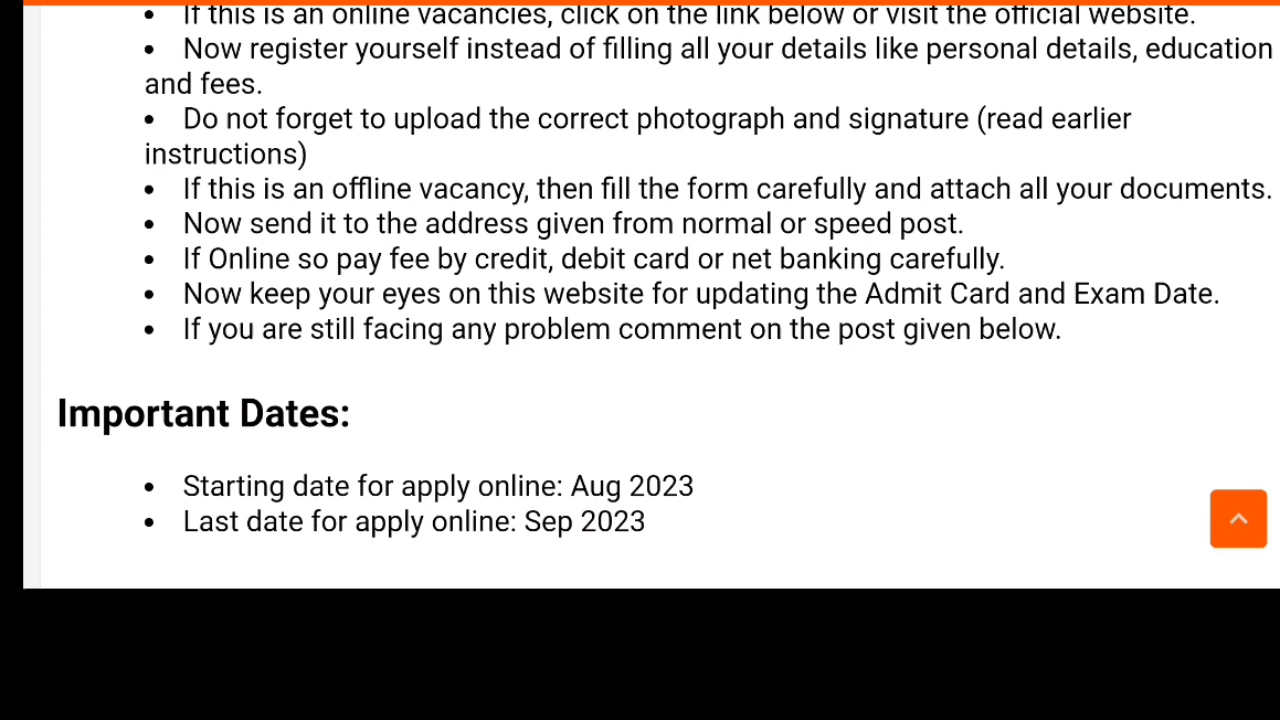 • If this is an online vacancies, click on the link below or visit the official website.
• Now register yourself instead of filling all your details like personal details, education
and fees.
• Do not forget to upload the correct photograph and signature (read earlier
instructions)
• If this is an offline vacancy, then fill the form carefully and attach all your documents.
• Now send it to the address given from normal or speed post.
• If Online so pay fee by credit, debit card or net banking carefully.
• Now keep your eyes on this website for updating the Admit Card and Exam Date.
• If you are still facing any problem comment on the post given below.
Important Dates:
• Starting date for apply online: Aug 2023
• Last date for apply online: Sep 2023